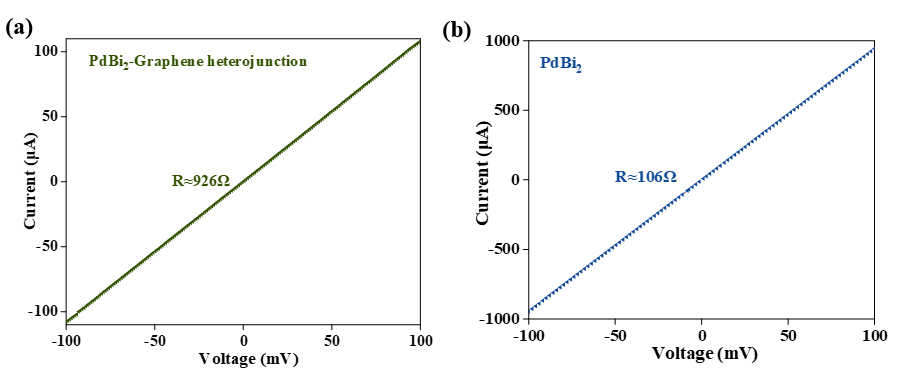 (a)
PdBi₂-Graphene heterojunction
R≈926Ω
Current (μA)
100
50
0
-50
-100
-100 -50 0 50 100
Voltage (mV)
(b)
PdBi₂
R≈106Ω
Current (μA)
1000
500
0
-500
-1000
-100 -50 0 50 100
Voltage (mV)